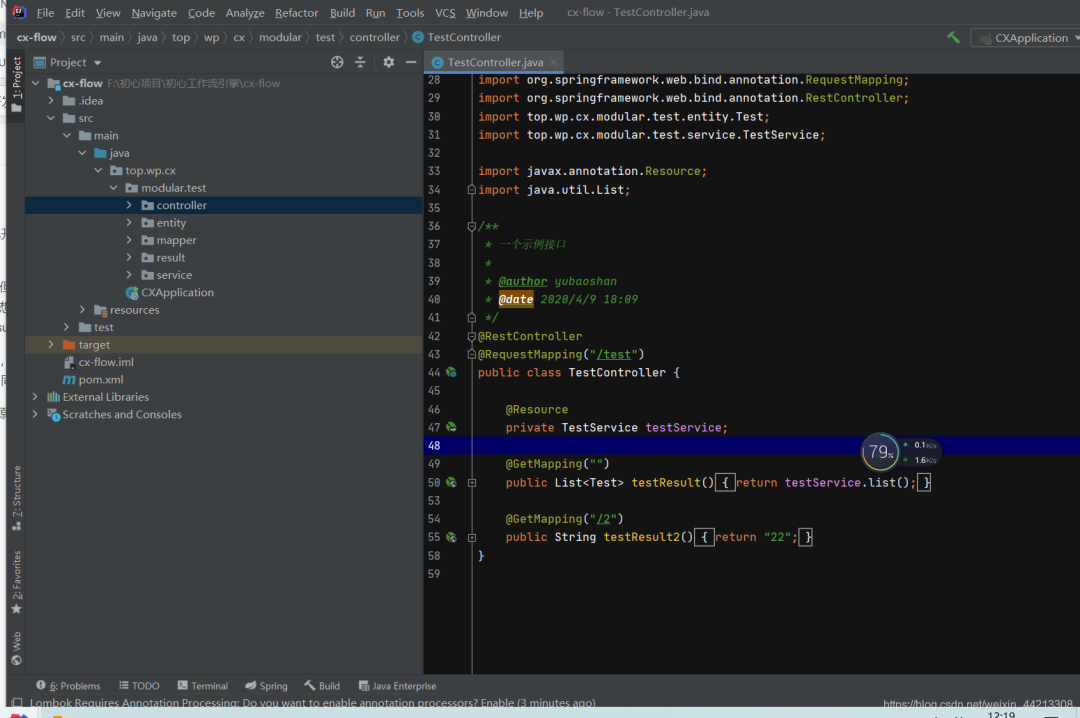 File Edit View Navigate Code Analyze Refactor Build Run Tools VCS Window Help cx-flow - TestController.java
cx-flow src main java top wp cx modular test controller TestController CXApplication
Project
TestController.java
1: Project
cx-flow F:\初心项目\初心工作流引擎\cx-flow
.idea
src
main
java
top.wp.cx
modular.test
controller
entity
mapper
result
service
CXApplication
resources
test
target
cx-flow.iml
pom.xml
External Libraries
Scratches and Consoles
Z: Structure
2: Favorites
Web
28 import org.springframework.web.bind.annotation.RequestMapping;
29 import org.springframework.web.bind.annotation.RestController;
30 import top.wp.cx.modular.test.entity.Test;
31 import top.wp.cx.modular.test.service.TestService;
32
33 import javax.annotation.Resource;
34 import java.util.List;
35
36 /**
37 * 一个示例接口
38 *
39 * @author yubaoshan
40 * @date 2020/4/9 18:09
41 */
42 @RestController
43 @RequestMapping("/test")
44 public class TestController {
45
46 @Resource
47 private TestService testService;
48
49 @GetMapping("")
50 public List<Test> testResult() { return testService.list(); }
53
54 @GetMapping("/2")
55 public String testResult2() { return "22"; }
58 }
59
79%
0.1K/s
1.6K/s
6: Problems TODO Terminal Spring Build Java Enterprise
Lombok Requires Annotation Processing: Do you want to enable annotation processors? Enable (3 minutes ago)
https://blog.csdn.net/weixin_44213308
12:19